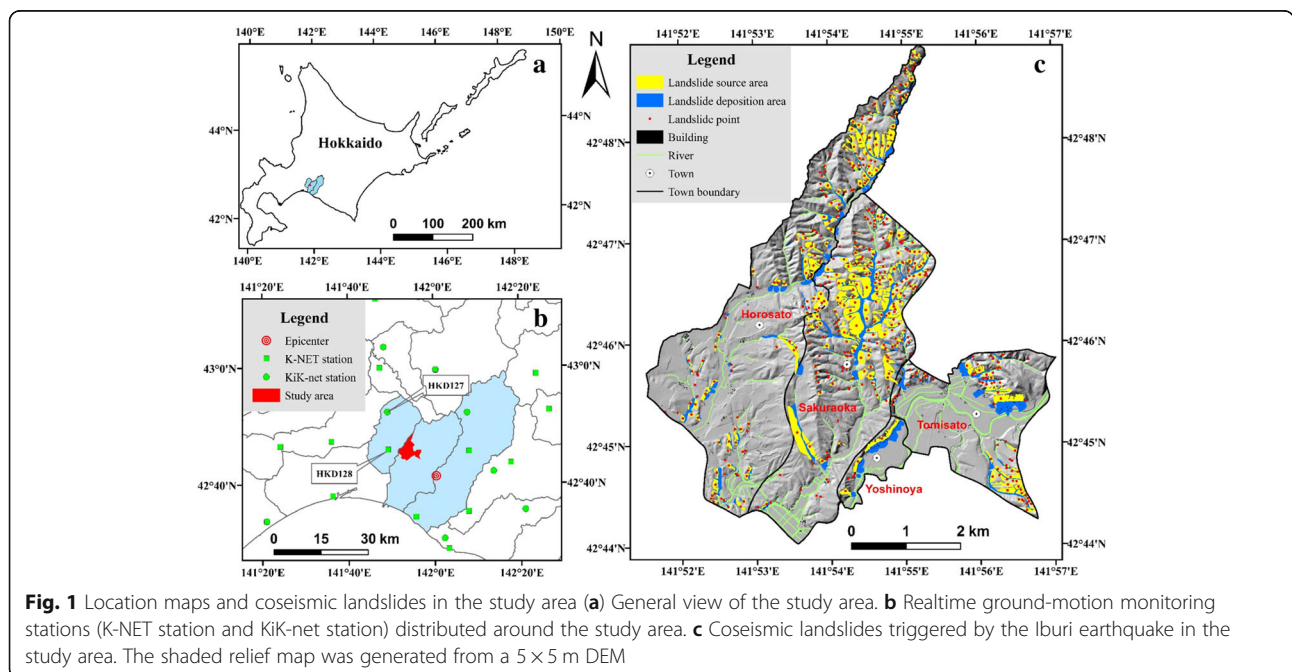 140°0'E 142°0'E 144°0'E 146°0'E 148°0'E 150°0'E
a
N
44°N
42°N
44°N
42°N
Hokkaido
0 100 200 km
140°E 142°E 144°E 146°E 148°E
141°20'E 141°40'E 142°0'E 142°20'E
b
Legend
Epicenter
K-NET station
KiK-net station
Study area
HKD127
HKD128
43°0'N
42°40'N
43°0'N
42°40'N
0 15 30 km
141°20'E 141°40'E 142°0'E 142°20'E
141°52'E 141°53'E 141°54'E 141°55'E 141°56'E 141°57'E
c
Legend
Landslide source area
Landslide deposition area
Landslide point
Building
River
Town
Town boundary
42°48'N
42°47'N
42°46'N
42°45'N
42°44'N
42°48'N
42°47'N
42°46'N
42°45'N
42°44'N
Horosato
Sakuraoka
Tomisato
Yoshinoya
0 1 2 km
141°52'E 141°53'E 141°54'E 141°55'E 141°56'E 141°57'E
Fig. 1 Location maps and coseismic landslides in the study area (a) General view of the study area. b Realtime ground-motion monitoring
stations (K-NET station and KiK-net station) distributed around the study area. c Coseismic landslides triggered by the Iburi earthquake in the
study area. The shaded relief map was generated from a 5 × 5 m DEM